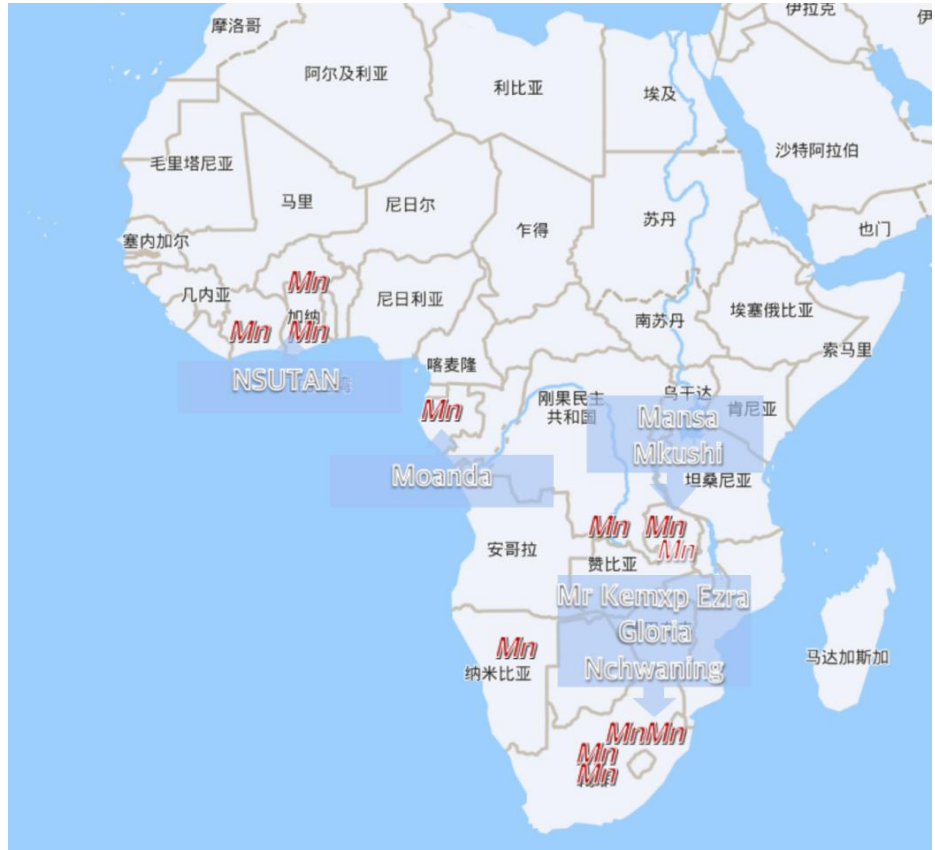 摩洛哥
伊拉克
伊
阿尔及利亚
利比亚
埃及
沙特阿拉伯
毛里塔尼亚
马里
尼日尔
乍得
苏丹
也门
塞内加尔
Mn
几内亚
尼日利亚
埃塞俄比亚
加纳
南苏丹
Mn
Mn
索马里
喀麦隆
NSUTAN
乌干达
刚果民主
共和国
肯尼亚
Mn
Mansa
Mkushi
Moanda
坦桑尼亚
Mn
Mn
安哥拉
Mn
赞比亚
Mr Kemxp Ezra
Gloria
Nchwaning
Mn
纳米比亚
马达加斯加
MnMn
Mn
Mn